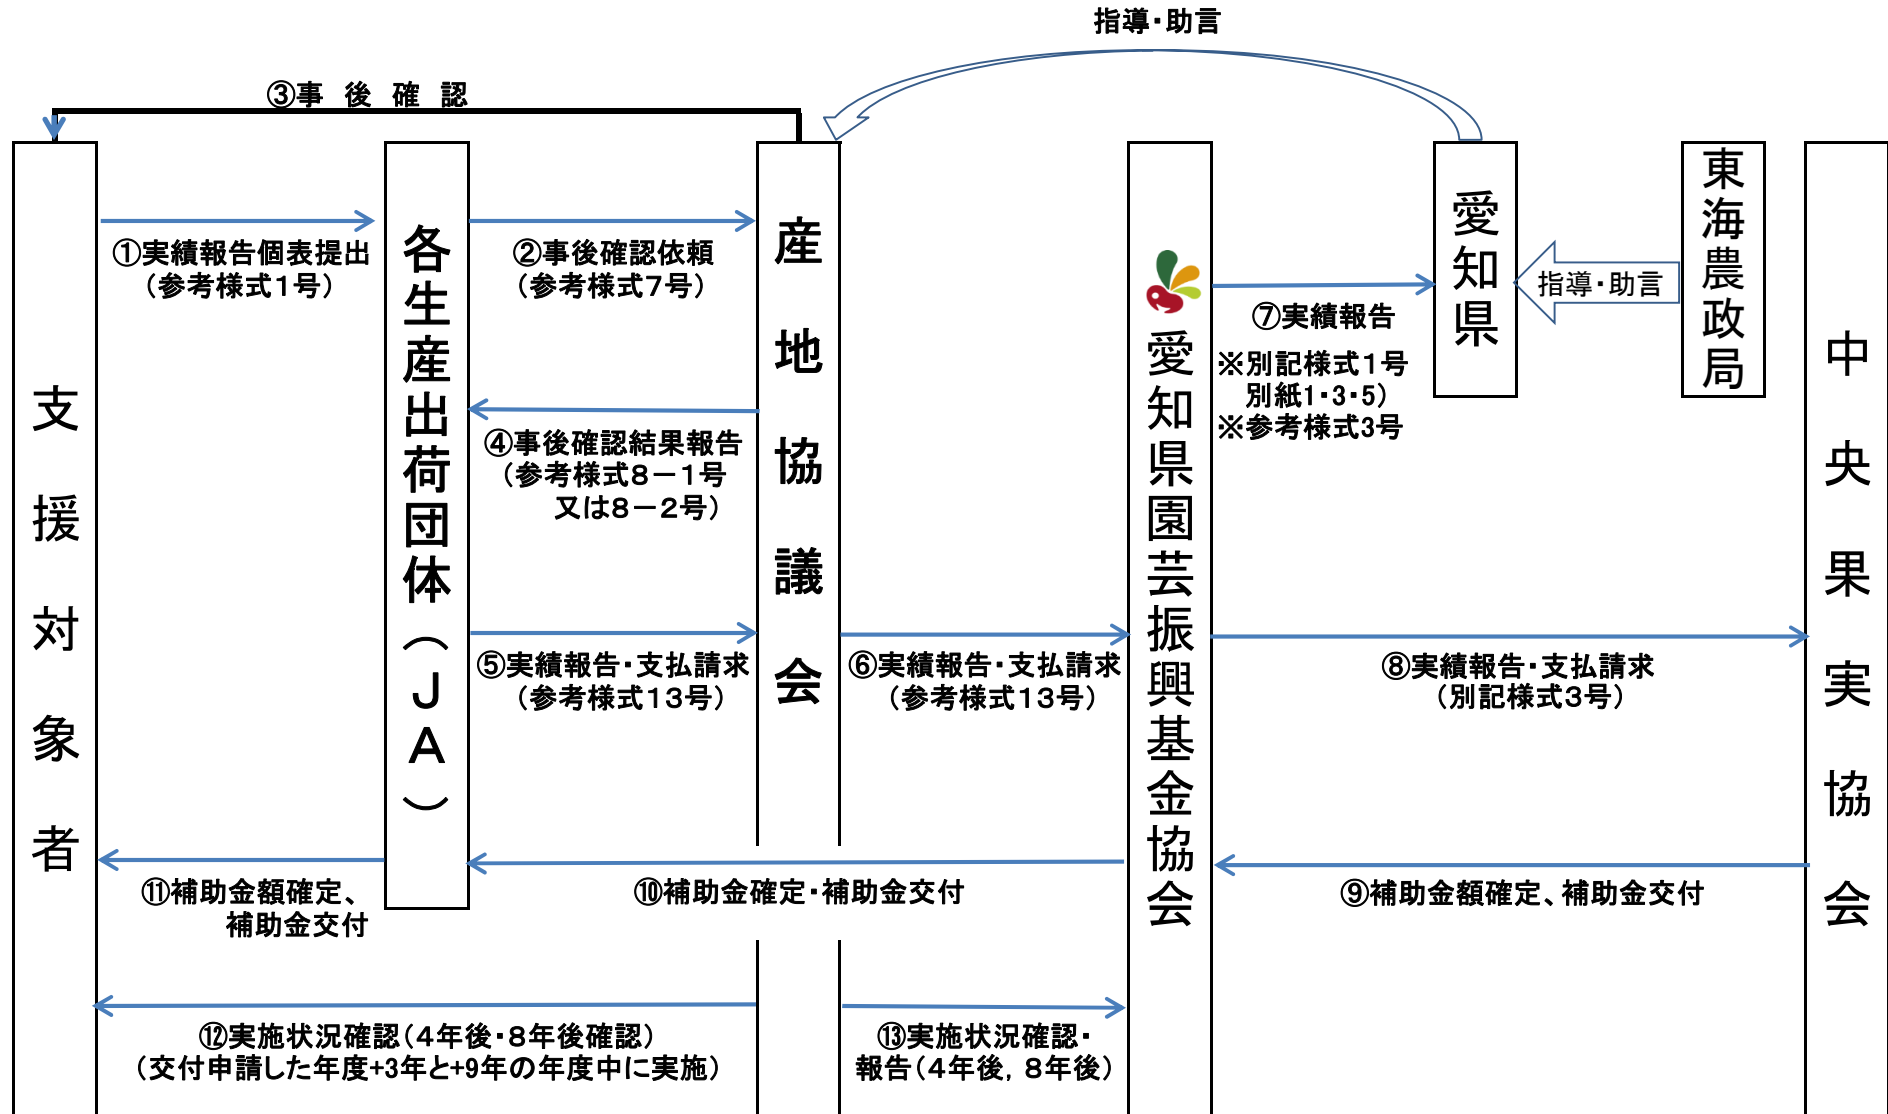 指導・助言
③事　後　確　認
支援対象者
各生産出荷団体（ＪＡ）
産地協議会
愛知県園芸振興基金協会
愛知県
東海農政局
中央果実協会
①実績報告個表提出
（参考様式１号）
②事後確認依頼
（参考様式７号）
指導・助言
⑦実績報告
※別記様式１号
別紙1・3・5）
※参考様式3号
④事後確認結果報告
（参考様式８－１号
又は８－２号）
⑤実績報告・支払請求
（参考様式１３号）
⑥実績報告・支払請求
（参考様式１３号）
⑧実績報告・支払請求
（別記様式３号）
⑪補助金額確定、
補助金交付
⑩補助金確定・補助金交付
⑨補助金額確定、補助金交付
⑫実施状況確認（４年後・８年後確認）
（交付申請した年度+3年と+9年の年度中に実施）
⑬実施状況確認・
報告（４年後，８年後）